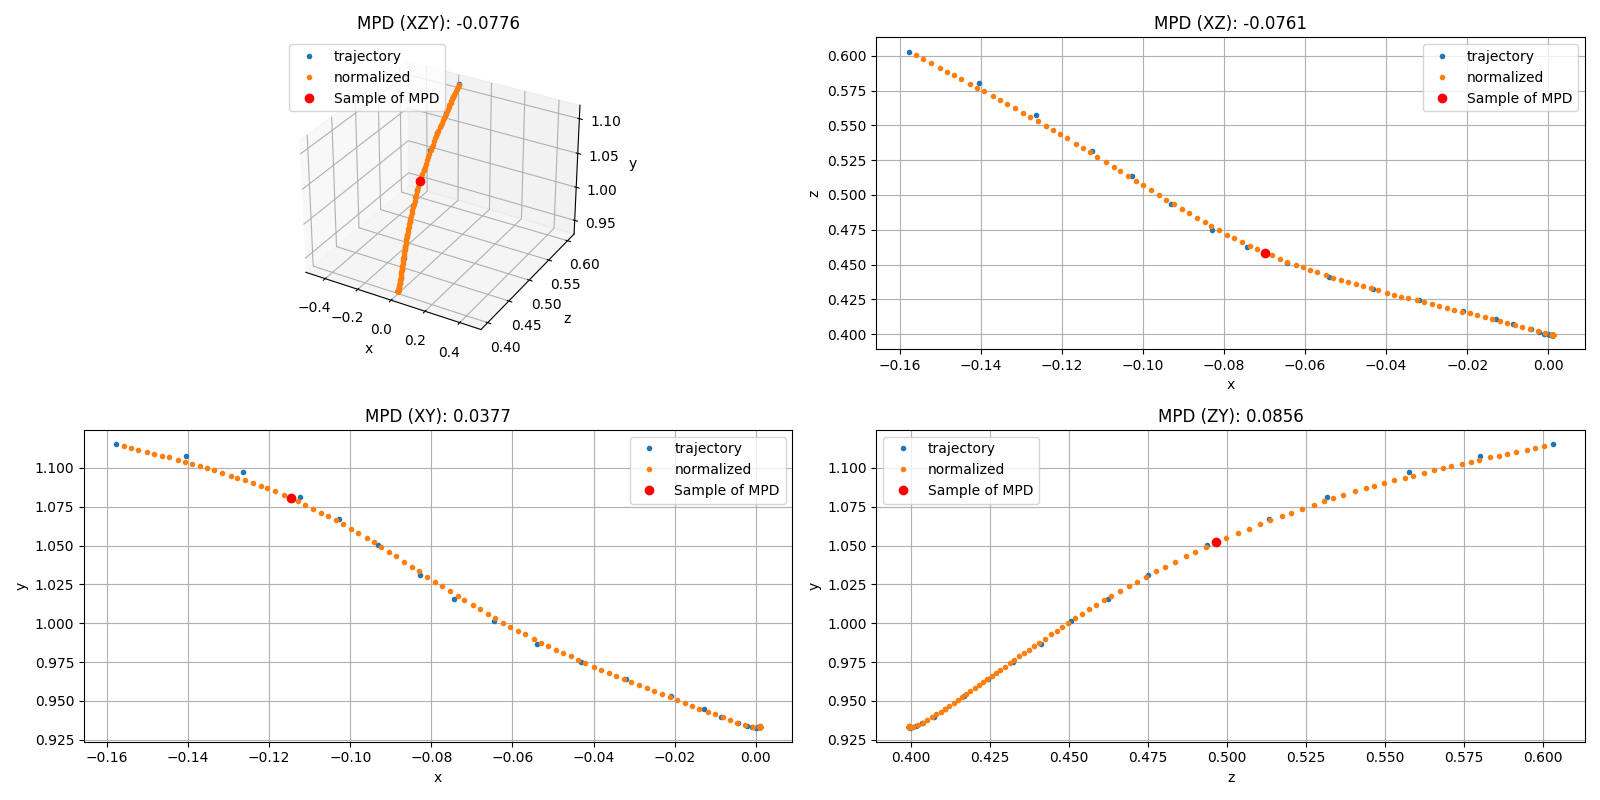 MPD (XZY): -0.0776
trajectory
normalized
Sample of MPD
1.10
1.05
1.00
0.95
y
0.60
0.55
0.50
0.45
0.40
z
−0.4
−0.2
0.0
0.2
0.4
x
MPD (XZ): -0.0761
trajectory
normalized
Sample of MPD
0.600
0.575
0.550
0.525
0.500
0.475
0.450
0.425
0.400
z
−0.16
−0.14
−0.12
−0.10
−0.08
−0.06
−0.04
−0.02
0.00
x
MPD (XY): 0.0377
trajectory
normalized
Sample of MPD
1.100
1.075
1.050
1.025
1.000
0.975
0.950
0.925
y
−0.16
−0.14
−0.12
−0.10
−0.08
−0.06
−0.04
−0.02
0.00
x
MPD (ZY): 0.0856
trajectory
normalized
Sample of MPD
1.100
1.075
1.050
1.025
1.000
0.975
0.950
0.925
y
0.400
0.425
0.450
0.475
0.500
0.525
0.550
0.575
0.600
z